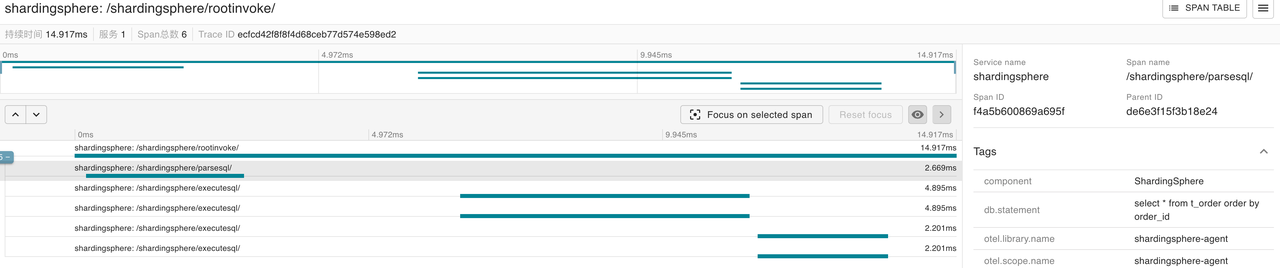 shardingsphere: /shardingsphere/rootinvoke/
SPAN TABLE
持续时间 14.917ms 服务 1 Span总数 6 Trace ID ecfcd42f8f8f4d68ceb77d574e598ed2
0ms 4.972ms 9.945ms 14.917ms
Focus on selected span Reset focus
0ms 4.972ms 9.945ms 14.917ms
shardingsphere: /shardingsphere/rootinvoke/ 14.917ms
5 −
shardingsphere: /shardingsphere/parsesql/ 2.669ms
shardingsphere: /shardingsphere/executesql/ 4.895ms
shardingsphere: /shardingsphere/executesql/ 4.895ms
shardingsphere: /shardingsphere/executesql/ 2.201ms
shardingsphere: /shardingsphere/executesql/ 2.201ms
Service name Span name
shardingsphere /shardingsphere/parsesql/
Span ID Parent ID
f4a5b600869a695f de6e3f15f3b18e24
Tags
component ShardingSphere
db.statement select * from t_order order by
order_id
otel.library.name shardingsphere-agent
otel.scope.name shardingsphere-agent